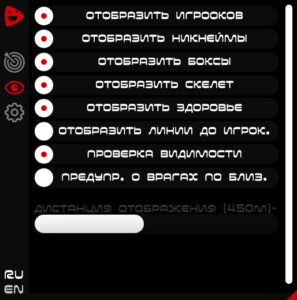 ОТОБРАЗИТЬ ИГРООКОВ
ОТОБРАЗИТЬ НИКНЕЙМЫ
ОТОБРАЗИТЬ БОКСЫ
ОТОБРАЗИТЬ СКЕЛЕТ
ОТОБРАЗИТЬ ЗДОРОВЬЕ
ОТОБРАЗИТЬ ЛИНИИ ДО ИГРОК.
ПРОВЕРКА ВИДИМОСТИ
ПРЕДУПР. О ВРАГАХ ПО БЛИЗ.
ДИСТАНЦИЯ ОТОБРАЖЕНИЯ (450М)-
RU
EN